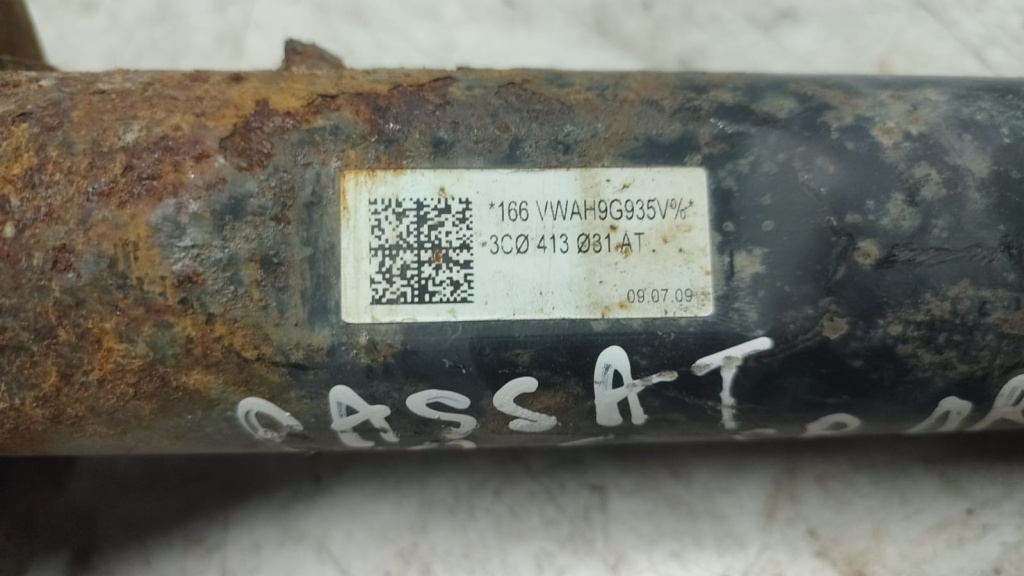 *166 VWAH9G935V%*
3CØ 413 Ø31 AT
09.07.09
PASSAT